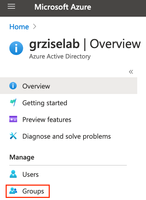 Microsoft Azure
Home >
grziselab | Overview
Azure Active Directory
«
Overview
Getting started
Preview features
Diagnose and solve problems
Manage
Users
Groups